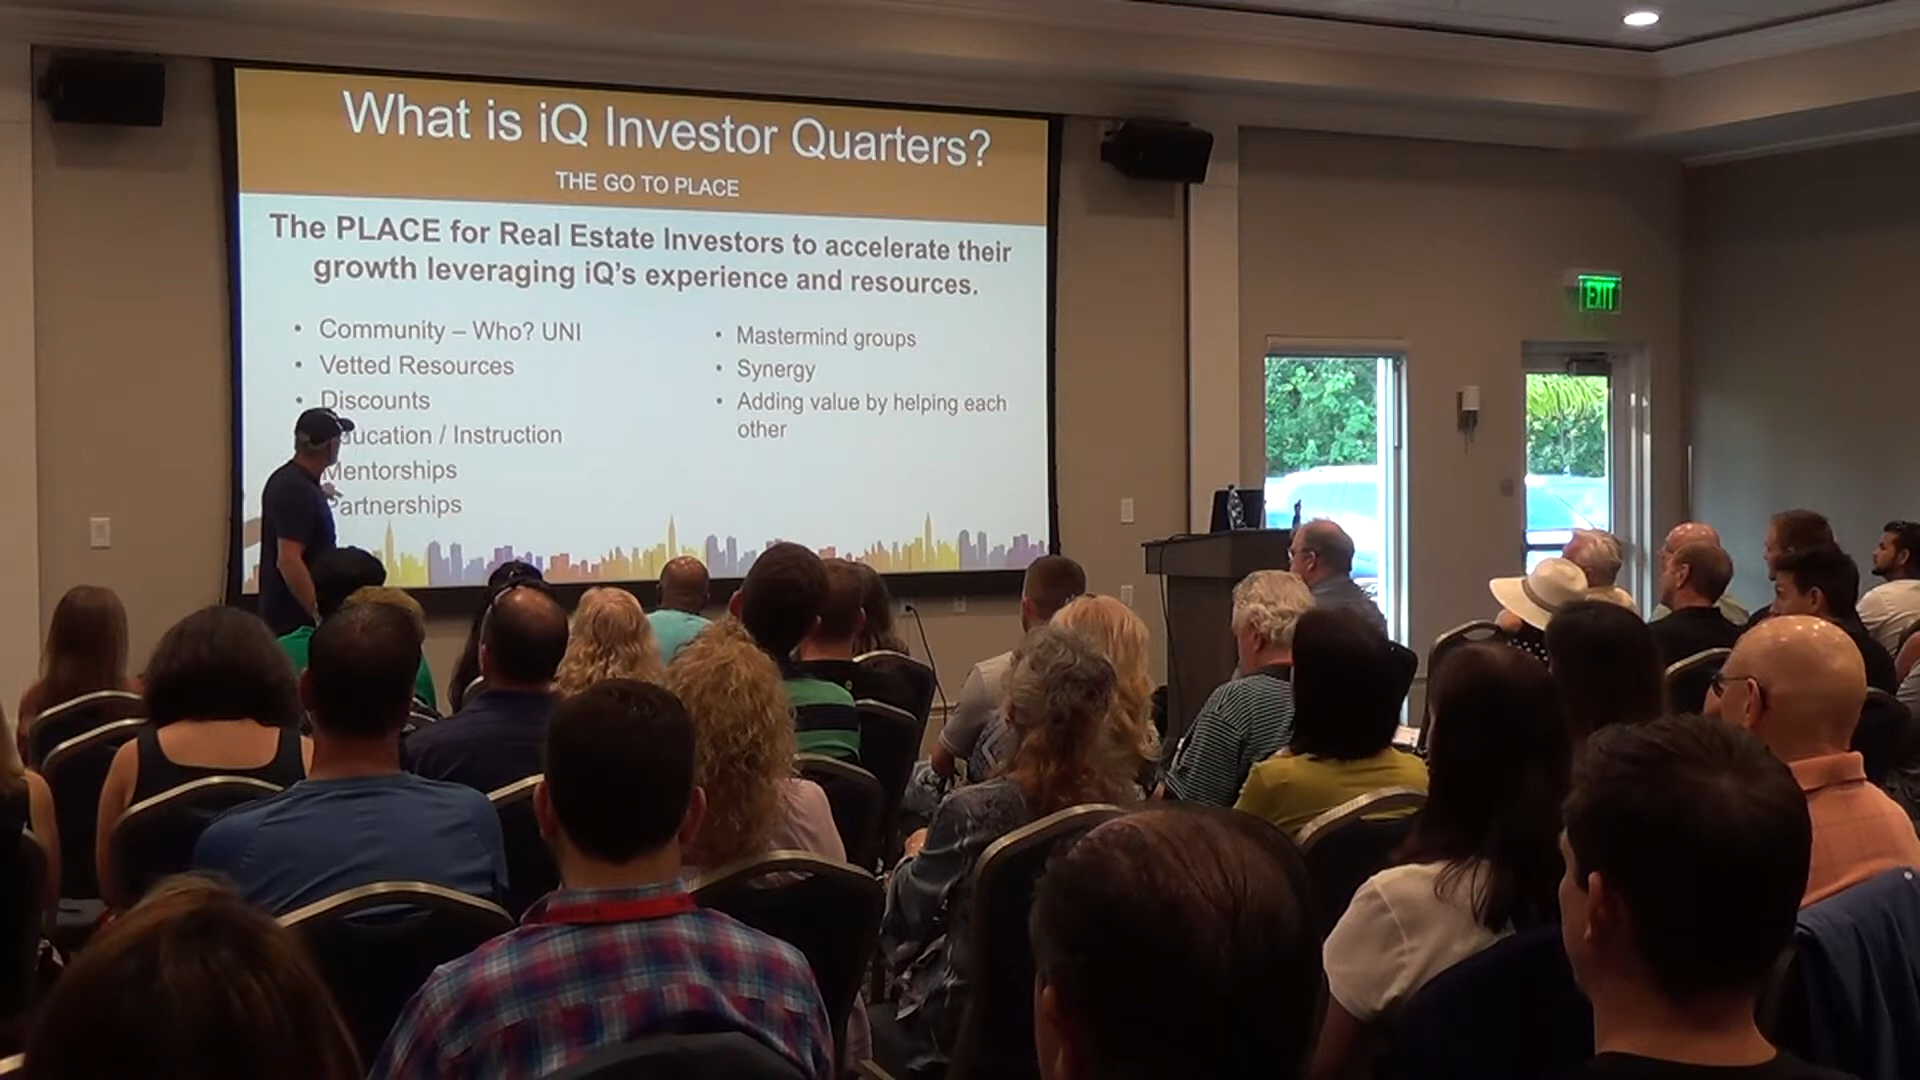 What is iQ Investor Quarters?
THE GO TO PLACE
The PLACE for Real Estate Investors to accelerate their
growth leveraging iQ's experience and resources.
• Community – Who? UNI
• Vetted Resources
• Discounts
ducation / Instruction
Mentorships
Partnerships
• Mastermind groups
• Synergy
• Adding value by helping each
other
EXIT